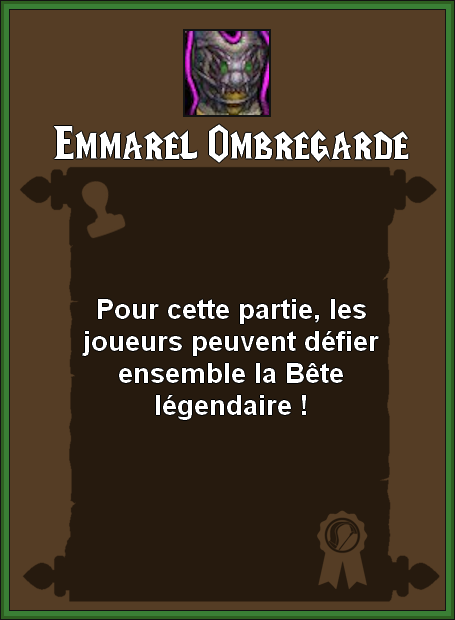 Emmarel Ombregarde
Pour cette partie, les
joueurs peuvent défier
ensemble la Bête
légendaire !